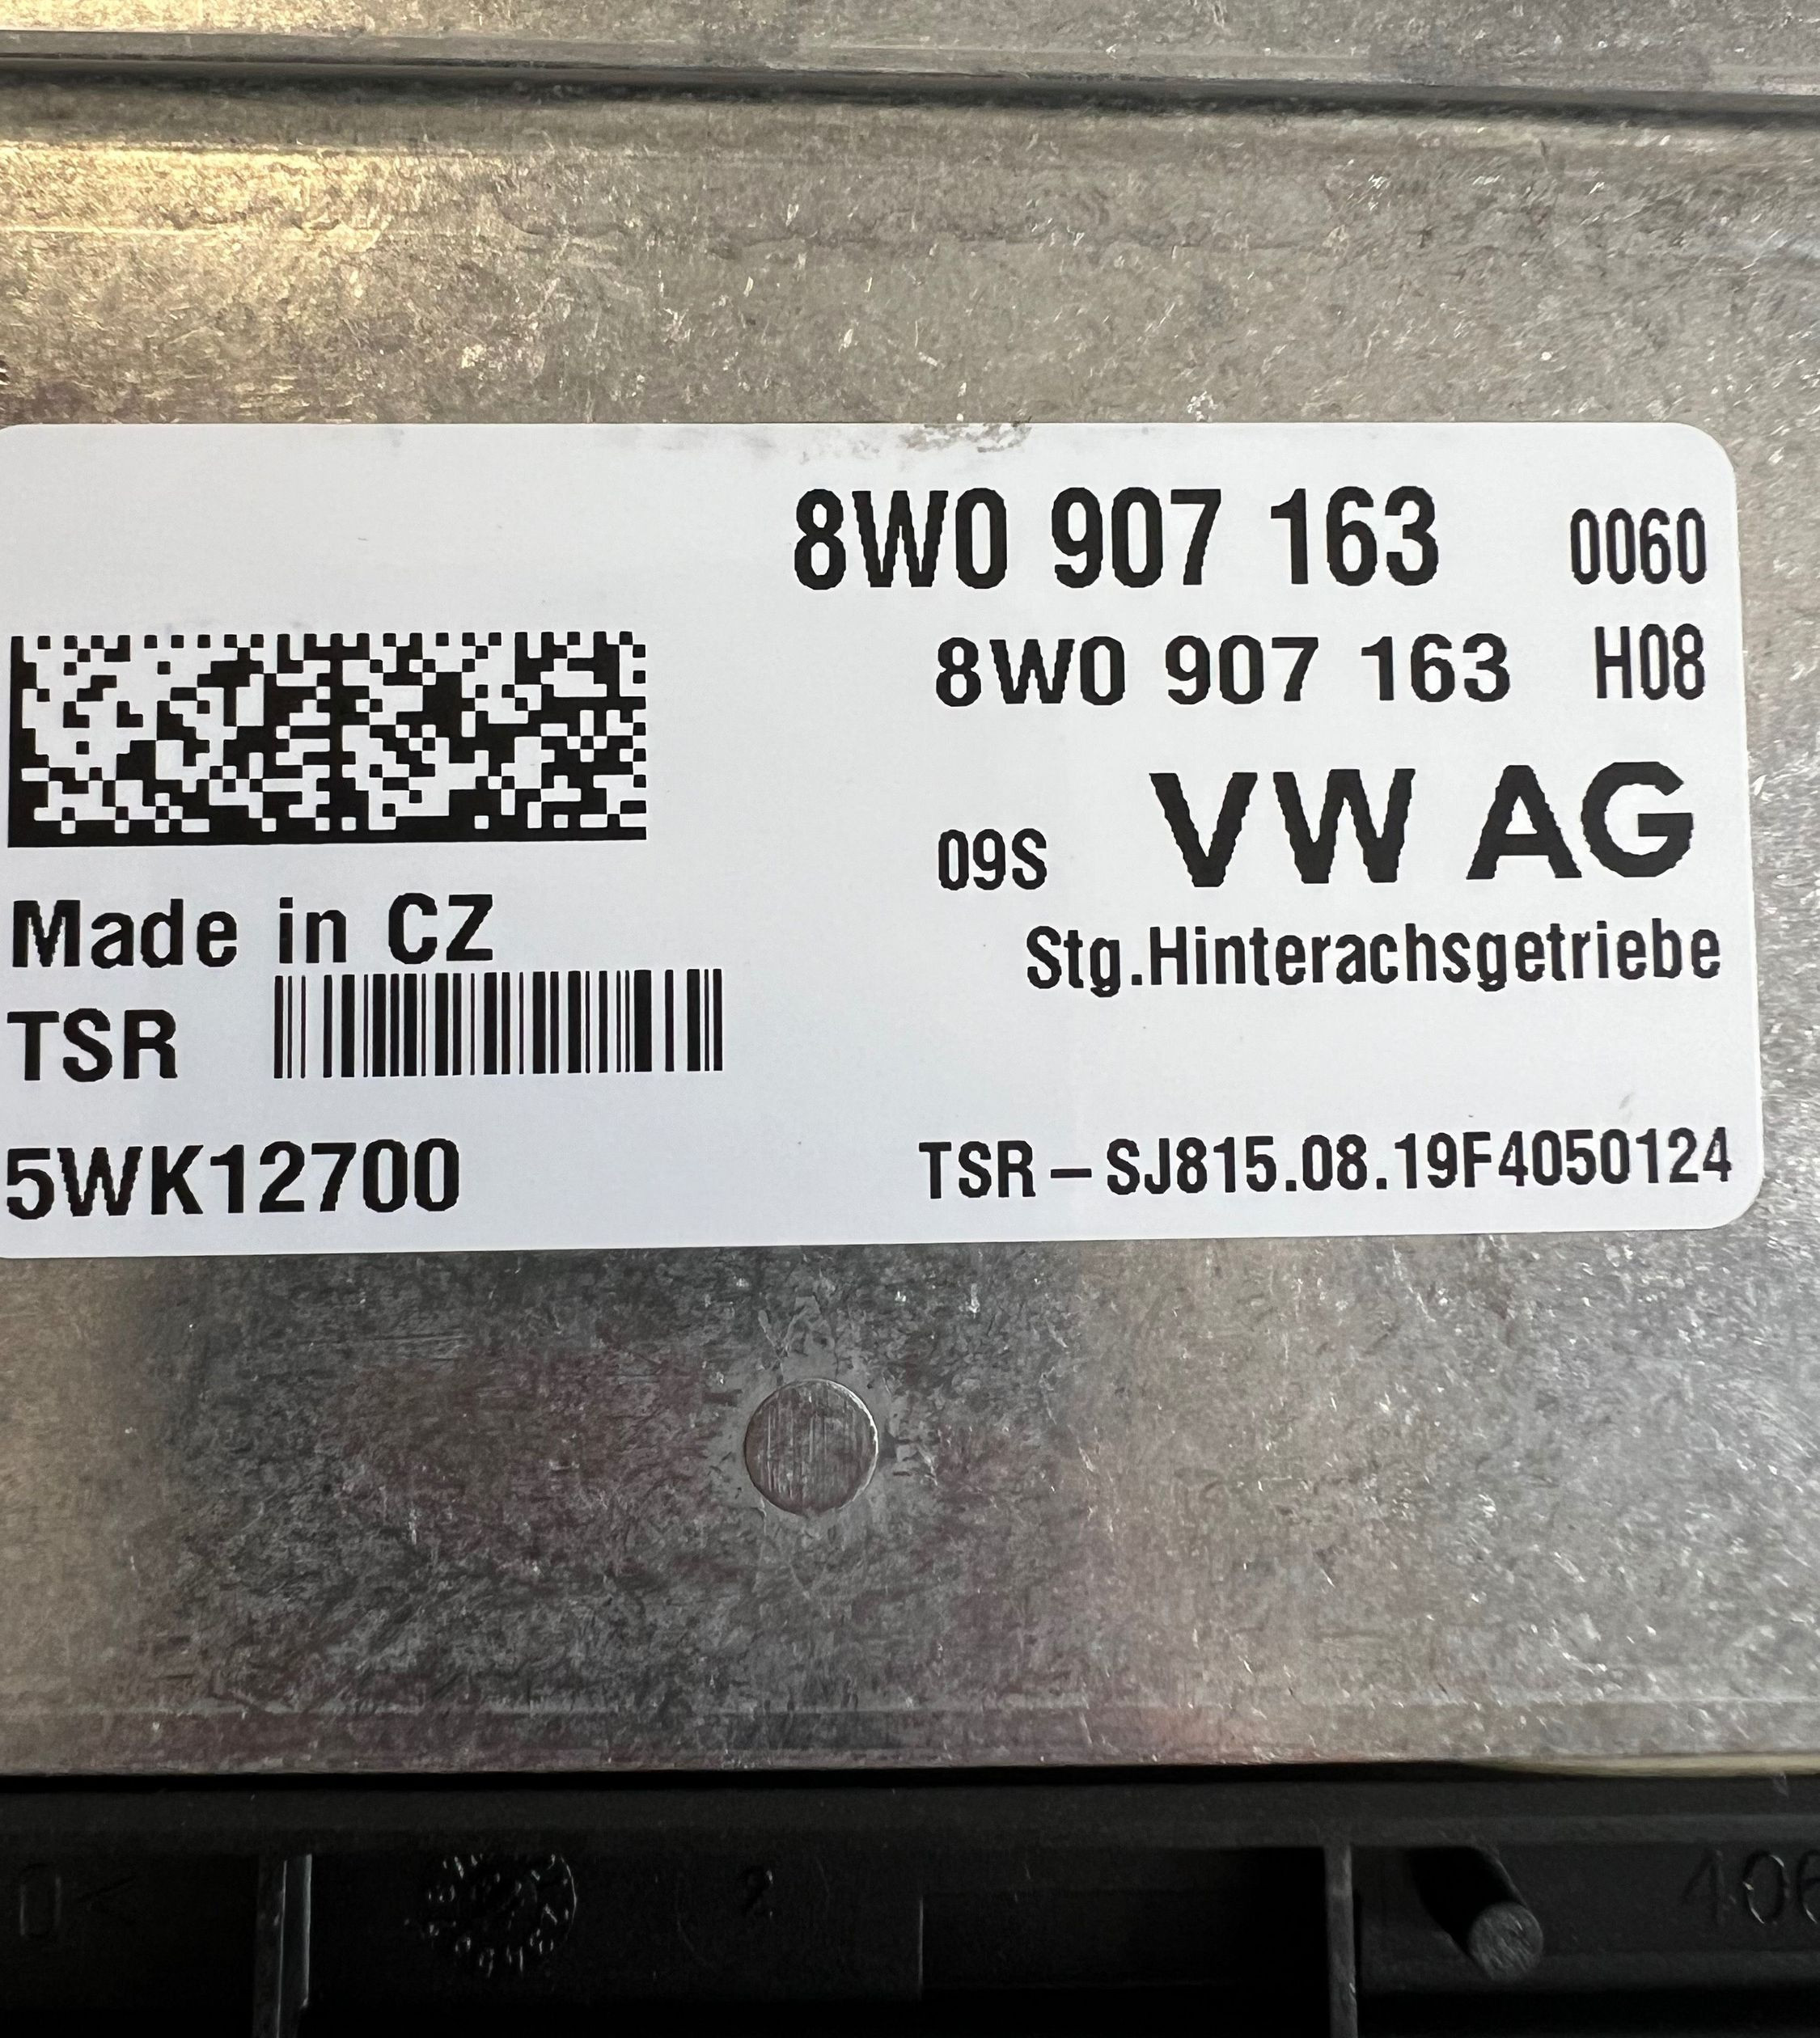 8W0 907 163 0060
8W0 907 163 H08
09S VW AG
Stg.Hinterachsgetriebe
Made in CZ
TSR
5WK12700
TSR-SJ815.08.19F4050124